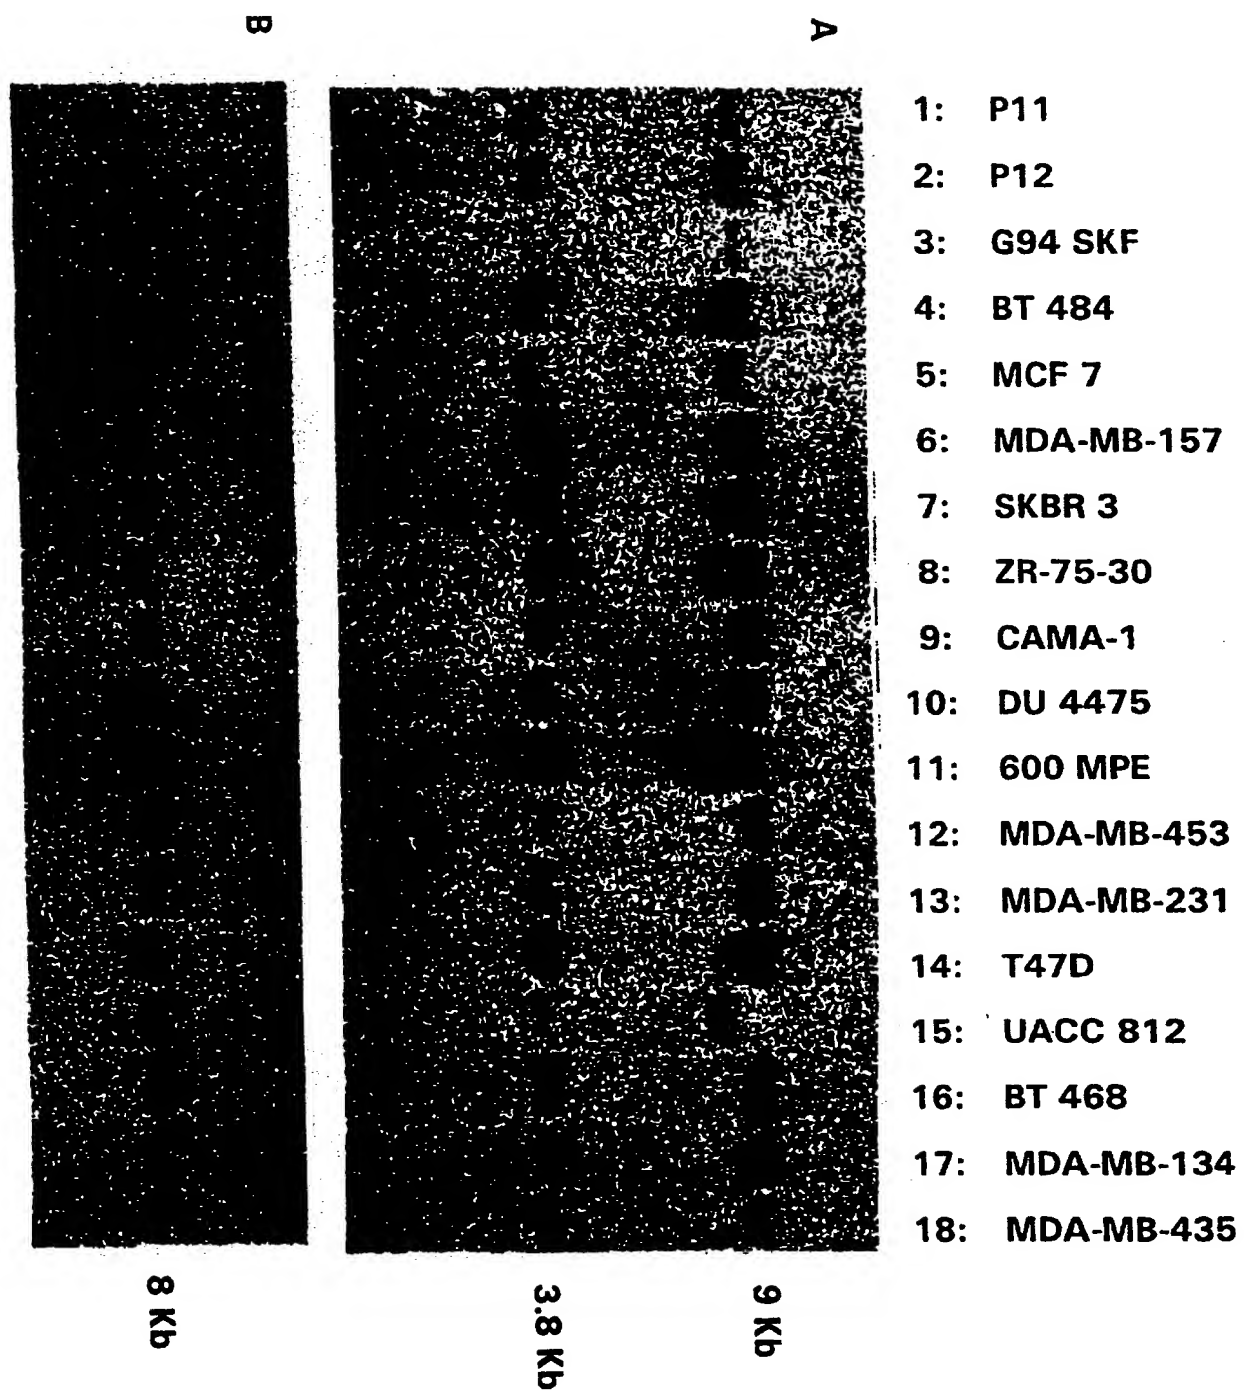 B
A
1: P11
2: P12
3: G94 SKF
4: BT 484
5: MCF 7
6: MDA-MB-157
7: SKBR 3
8: ZR-75-30
9: CAMA-1
10: DU 4475
11: 600 MPE
12: MDA-MB-453
13: MDA-MB-231
14: T47D
15: UACC 812
16: BT 468
17: MDA-MB-134
18: MDA-MB-435
8 Kb
3.8 Kb
9 Kb